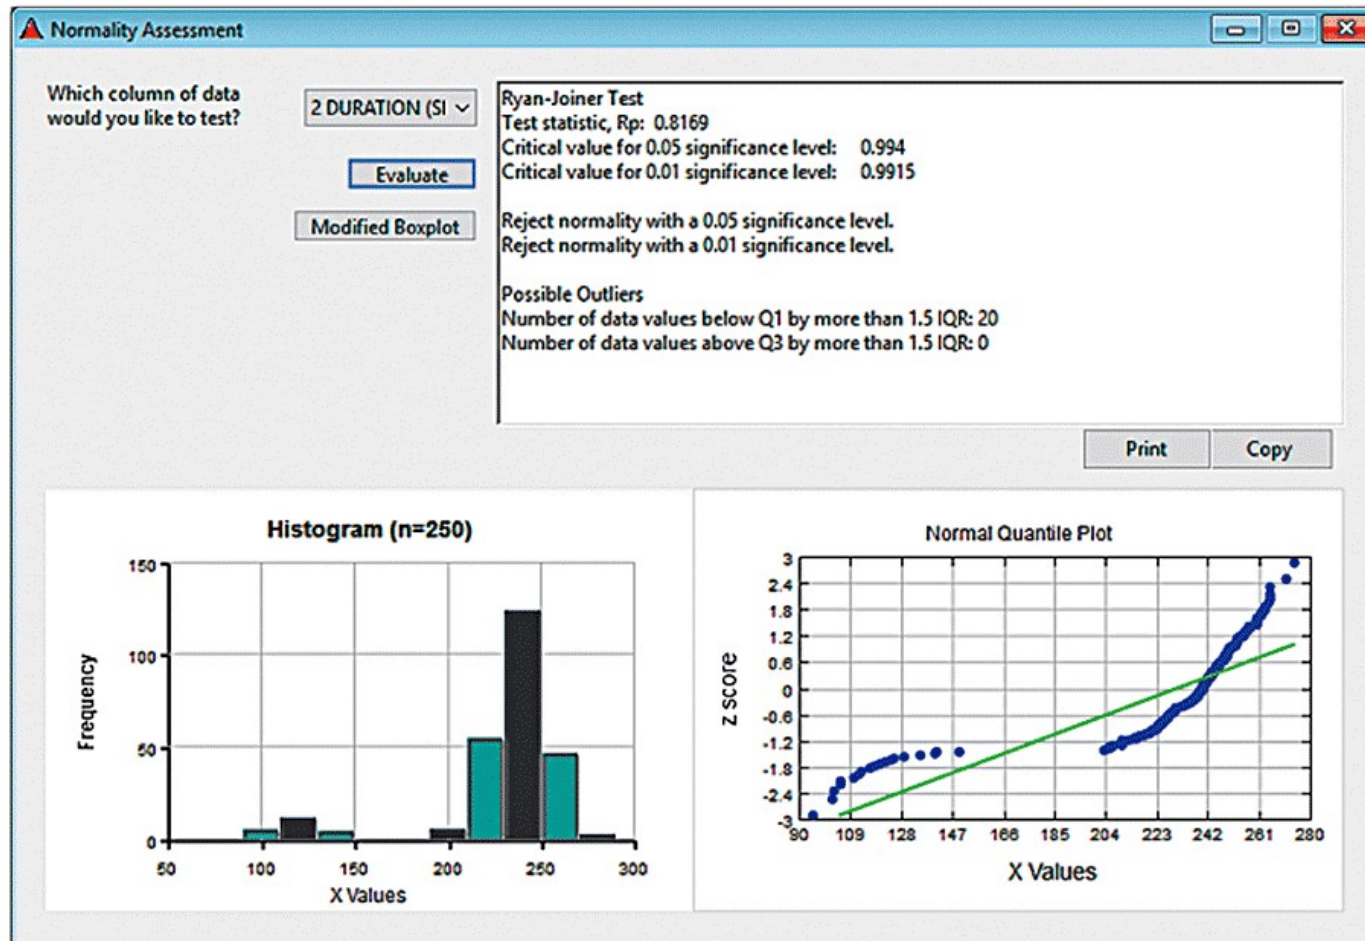 Normality Assessment
Which column of data
would you like to test?
2 DURATION (SI
Evaluate
Modified Boxplot
Ryan-Joiner Test
Test statistic, Rp: 0.8169
Critical value for 0.05 significance level: 0.994
Critical value for 0.01 significance level: 0.9915
Reject normality with a 0.05 significance level.
Reject normality with a 0.01 significance level.
Possible Outliers
Number of data values below Q1 by more than 1.5 IQR: 20
Number of data values above Q3 by more than 1.5 IQR: 0
Print Copy
Histogram (n=250)
Frequency
150
100
50
0
50 100 150 200 250 300
X Values
Normal Quantile Plot
z score
3
2.4
1.8
1.2
0.6
0
-0.6
-1.2
-1.8
-2.4
-3
90 109 128 147 166 185 204 223 242 261 280
X Values